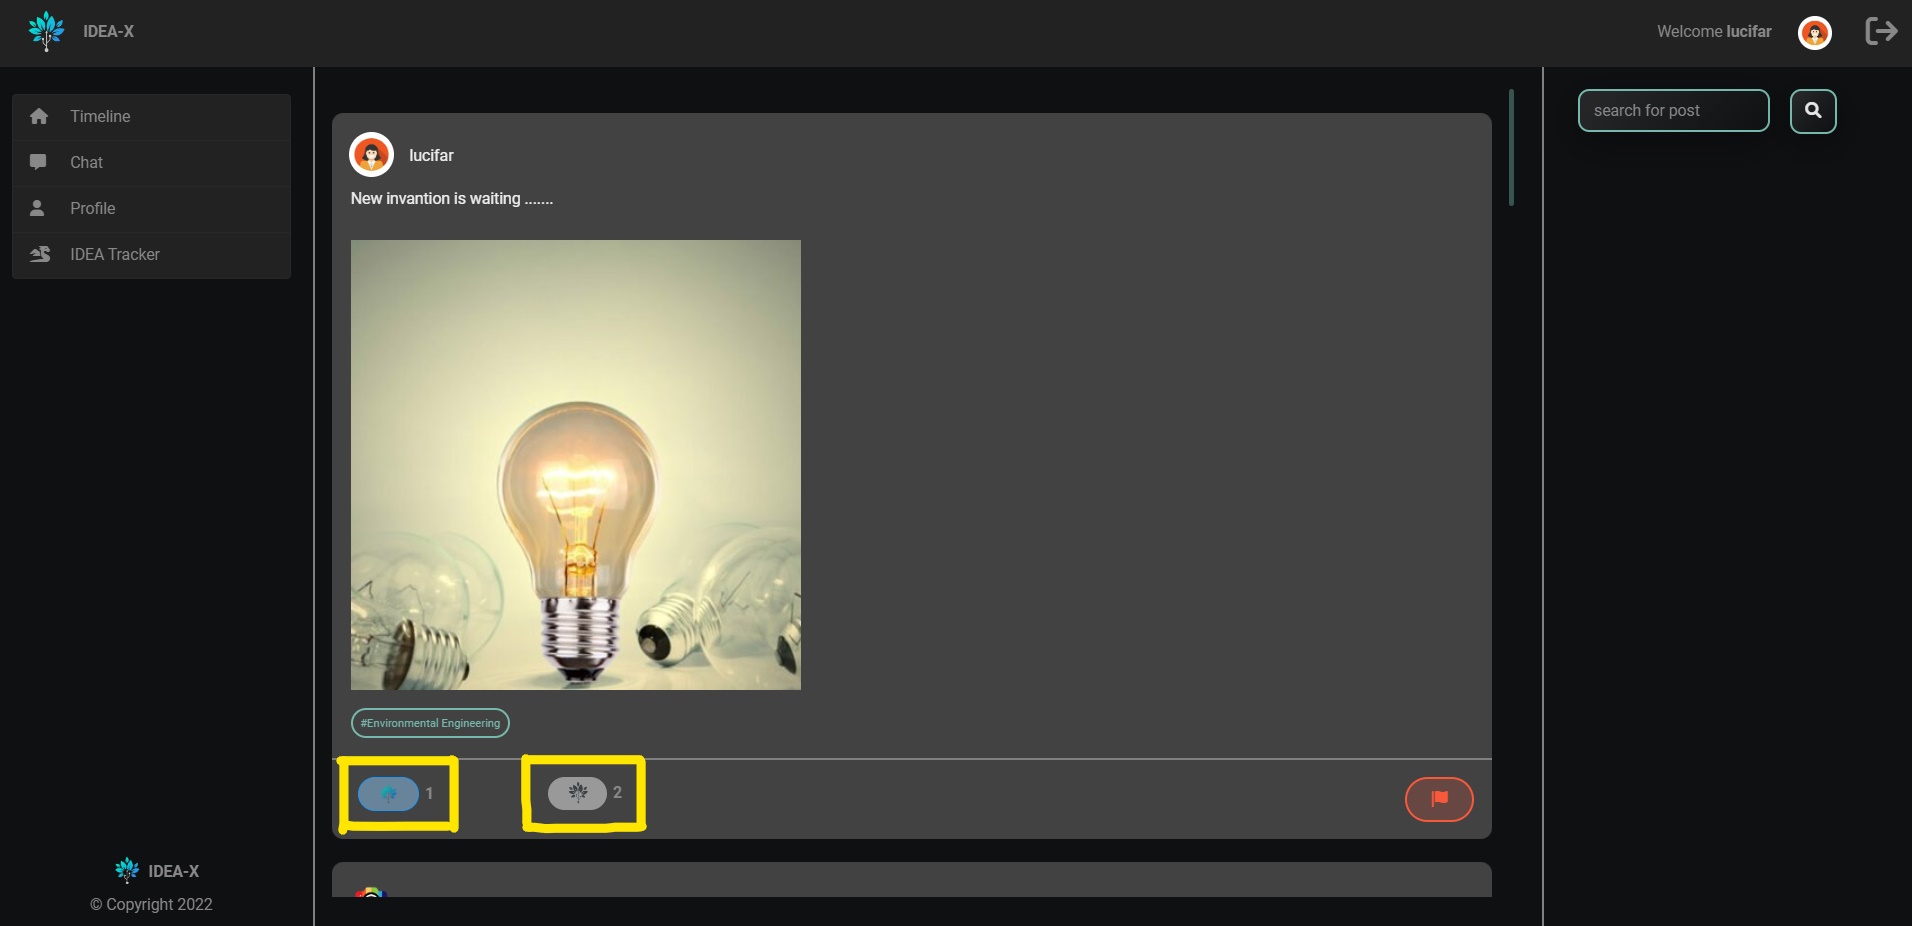 IDEA-X
Welcome lucifar
Timeline
Chat
Profile
IDEA Tracker
lucifar
New invantion is waiting .......
#Environmental Engineering
1
2
search for post
IDEA-X
© Copyright 2022